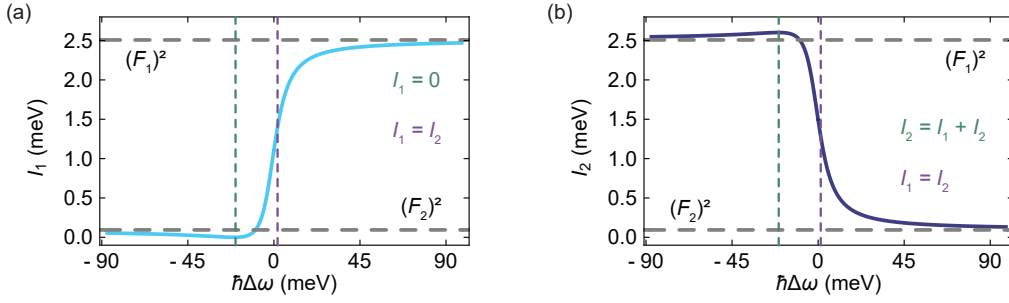 (a)
2.5
2.0
1.5
1.0
0.5
0.0
I₁ (meV)
(F₁)²
I₁ = 0
I₁ = I₂
(F₂)²
- 90
- 45
0
45
90
ℏΔω (meV)
(b)
2.5
2.0
1.5
1.0
0.5
0.0
I₂ (meV)
(F₁)²
I₂ = I₁ + I₂
I₁ = I₂
(F₂)²
- 90
- 45
0
45
90
ℏΔω (meV)